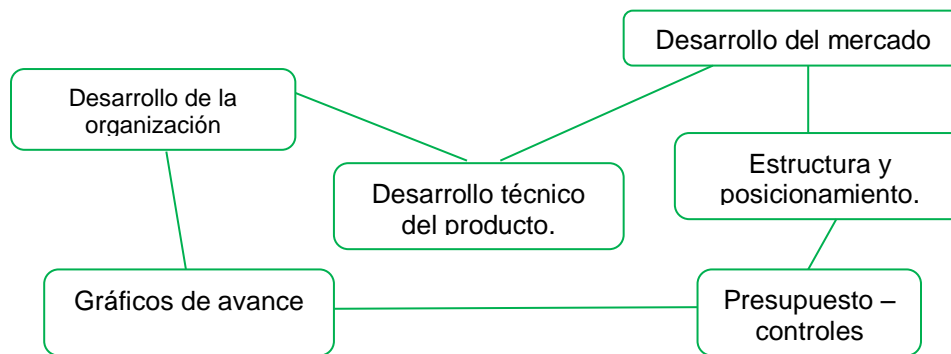 Desarrollo del mercado
Desarrollo de la
organización
Desarrollo técnico
del producto.
Estructura y
posicionamiento.
Gráficos de avance
Presupuesto –
controles